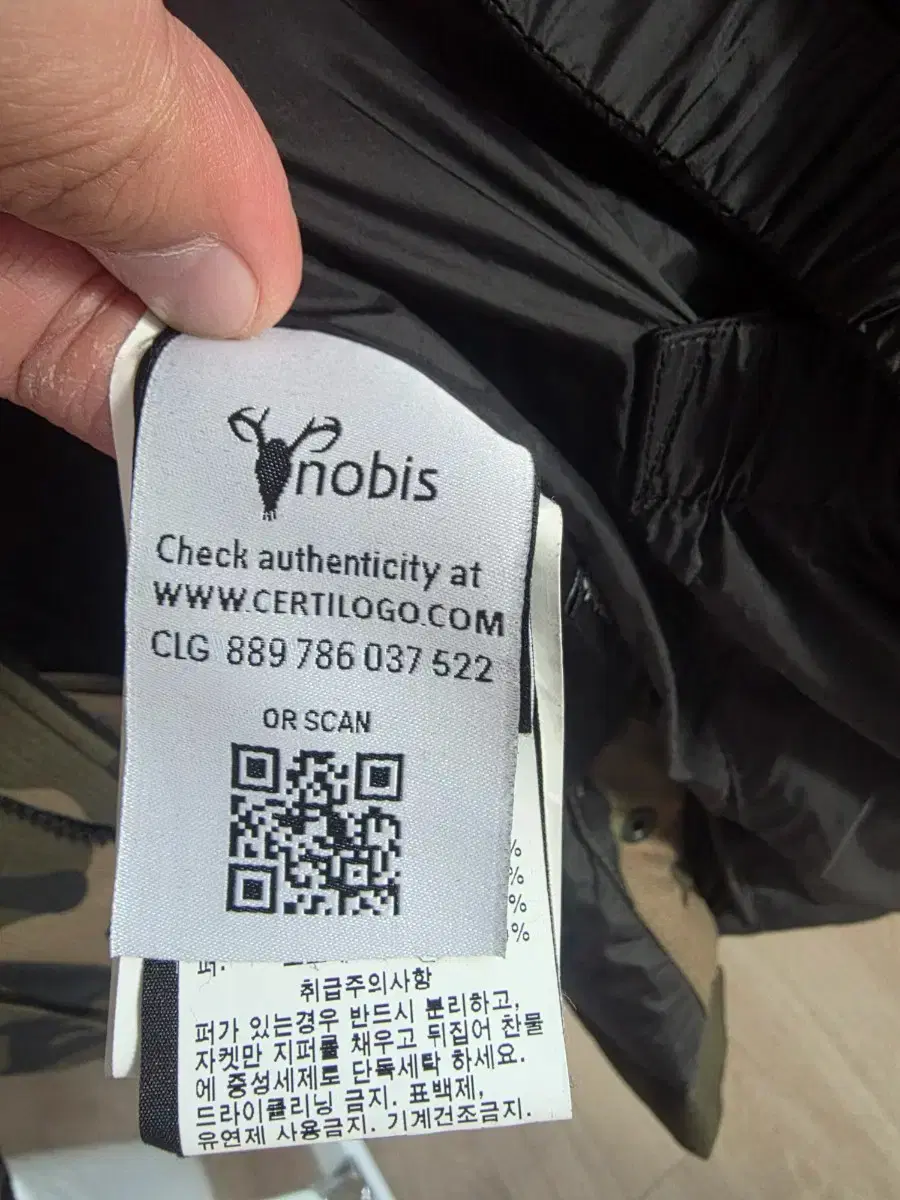 nobis
Check authenticity at
WWW.CERTILOGO.COM
CLG 889 786 037 522
OR SCAN
%
%
%
%
퍼.
취급주의사항
퍼가 있는경우 반드시 분리하고,
자켓만 지퍼를 채우고 뒤집어 찬물
에 중성세제로 단독세탁 하세요.
드라이클리닝 금지. 표백제,
유연제 사용금지. 기계건조금지.